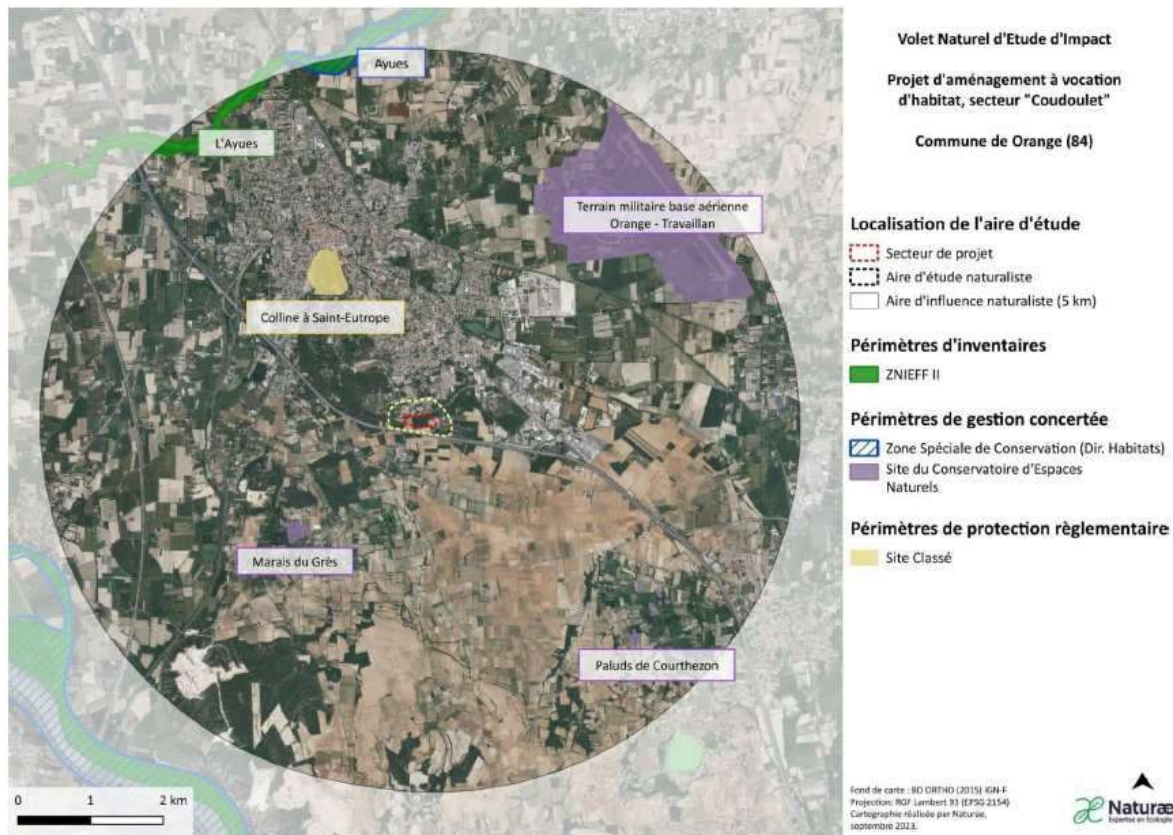 Ayues
L'Ayues
Terrain militaire base aérienne
Orange - Travaillan
Colline à Saint-Eutrope
Marais du Grès
Paluds de Courthezon
0 1 2 km
Volet Naturel d'Etude d'Impact
Projet d'aménagement à vocation
d'habitat, secteur "Coudoulet"
Commune de Orange (84)
Localisation de l'aire d'étude
Secteur de projet
Aire d'étude naturaliste
Aire d'influence naturaliste (5 km)
Périmètres d'inventaires
ZNIEFF II
Périmètres de gestion concertée
Zone Spéciale de Conservation (Dir. Habitats)
Site du Conservatoire d'Espaces
Naturels
Périmètres de protection règlementaire
Site Classé
Fond de carte : BD ORTHO (2015) IGN-F
Projection: RGF Lambert 93 (EPSG 2154)
Cartographie réalisée par Naturae,
septembre 2023.
Naturæ
Expertise en Ecologie